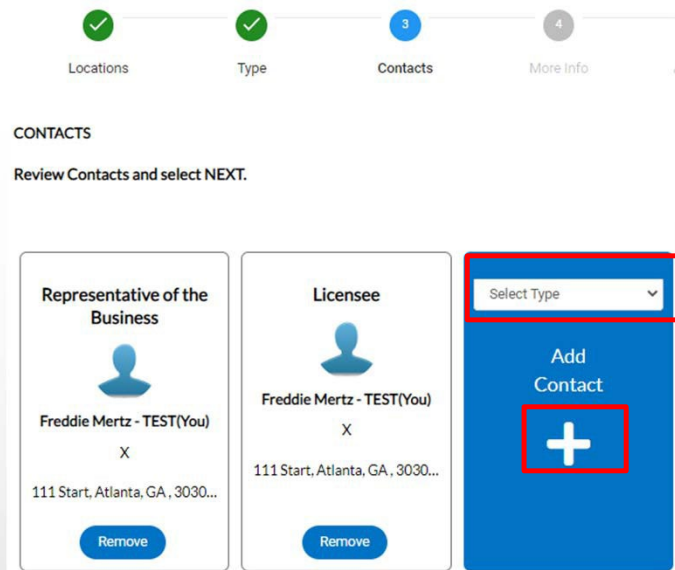 3
4
Locations
Type
Contacts
More Info
CONTACTS
Review Contacts and select NEXT.
Representative of the
Business
Freddie Mertz - TEST(You)
X
111 Start, Atlanta, GA , 3030...
Remove
Licensee
Freddie Mertz - TEST(You)
X
111 Start, Atlanta, GA , 3030...
Remove
Select Type
Add
Contact